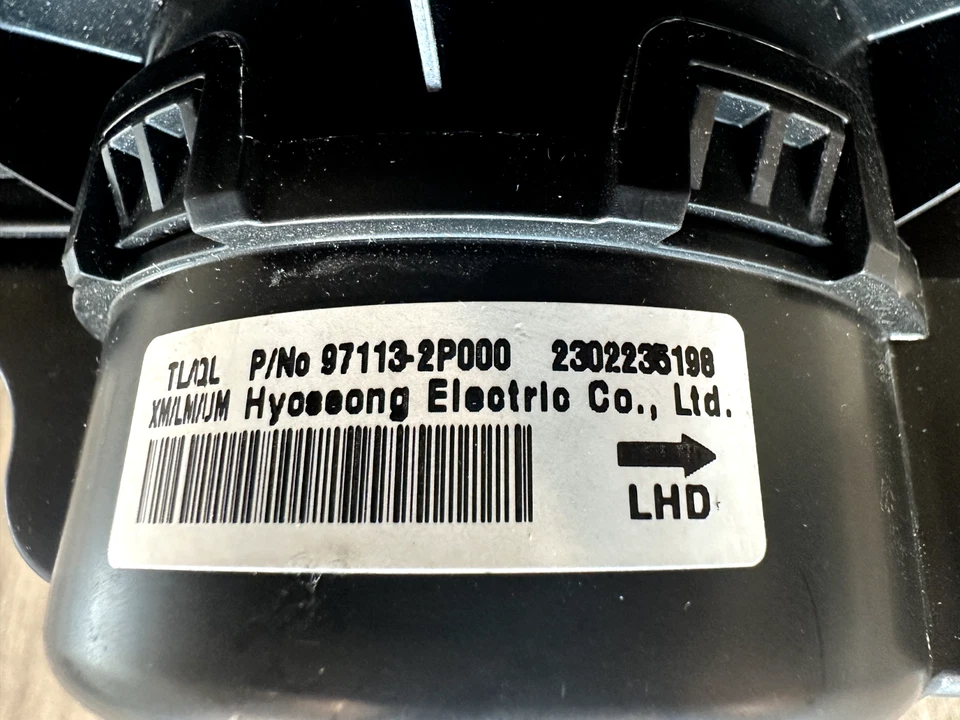 TL/QL P/No 97113-2P000 2302235198
XM/LM/UM Hyoseong Electric Co., Ltd.
LHD